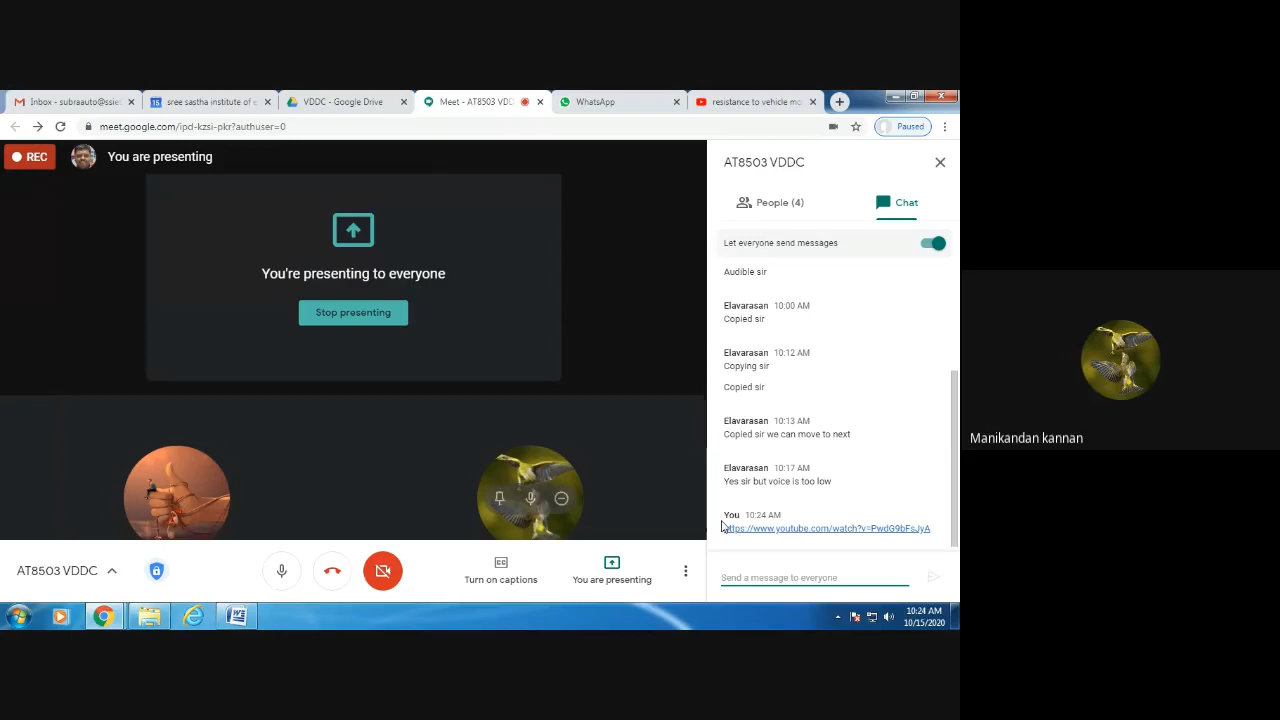 Inbox - subraauto@ssiet
sree sastha institute of e
VDDC - Google Drive
Meet - AT8503 VDD
WhatsApp
resistance to vehicle mo
meet.google.com/ipd-kzsi-pkr?authuser=0
Paused
REC
You are presenting
AT8503 VDDC
People (4)
Chat
Let everyone send messages
You're presenting to everyone
Stop presenting
Audible sir
Elavarasan 10:00 AM
Copied sir
Elavarasan 10:12 AM
Copying sir
Copied sir
Elavarasan 10:13 AM
Copied sir we can move to next
Elavarasan 10:17 AM
Yes sir but voice is too low
You 10:24 AM
https://www.youtube.com/watch?v=PwdG9bFsJyA
Manikandan kannan
AT8503 VDDC
Turn on captions
You are presenting
Send a message to everyone
10:24 AM
10/15/2020